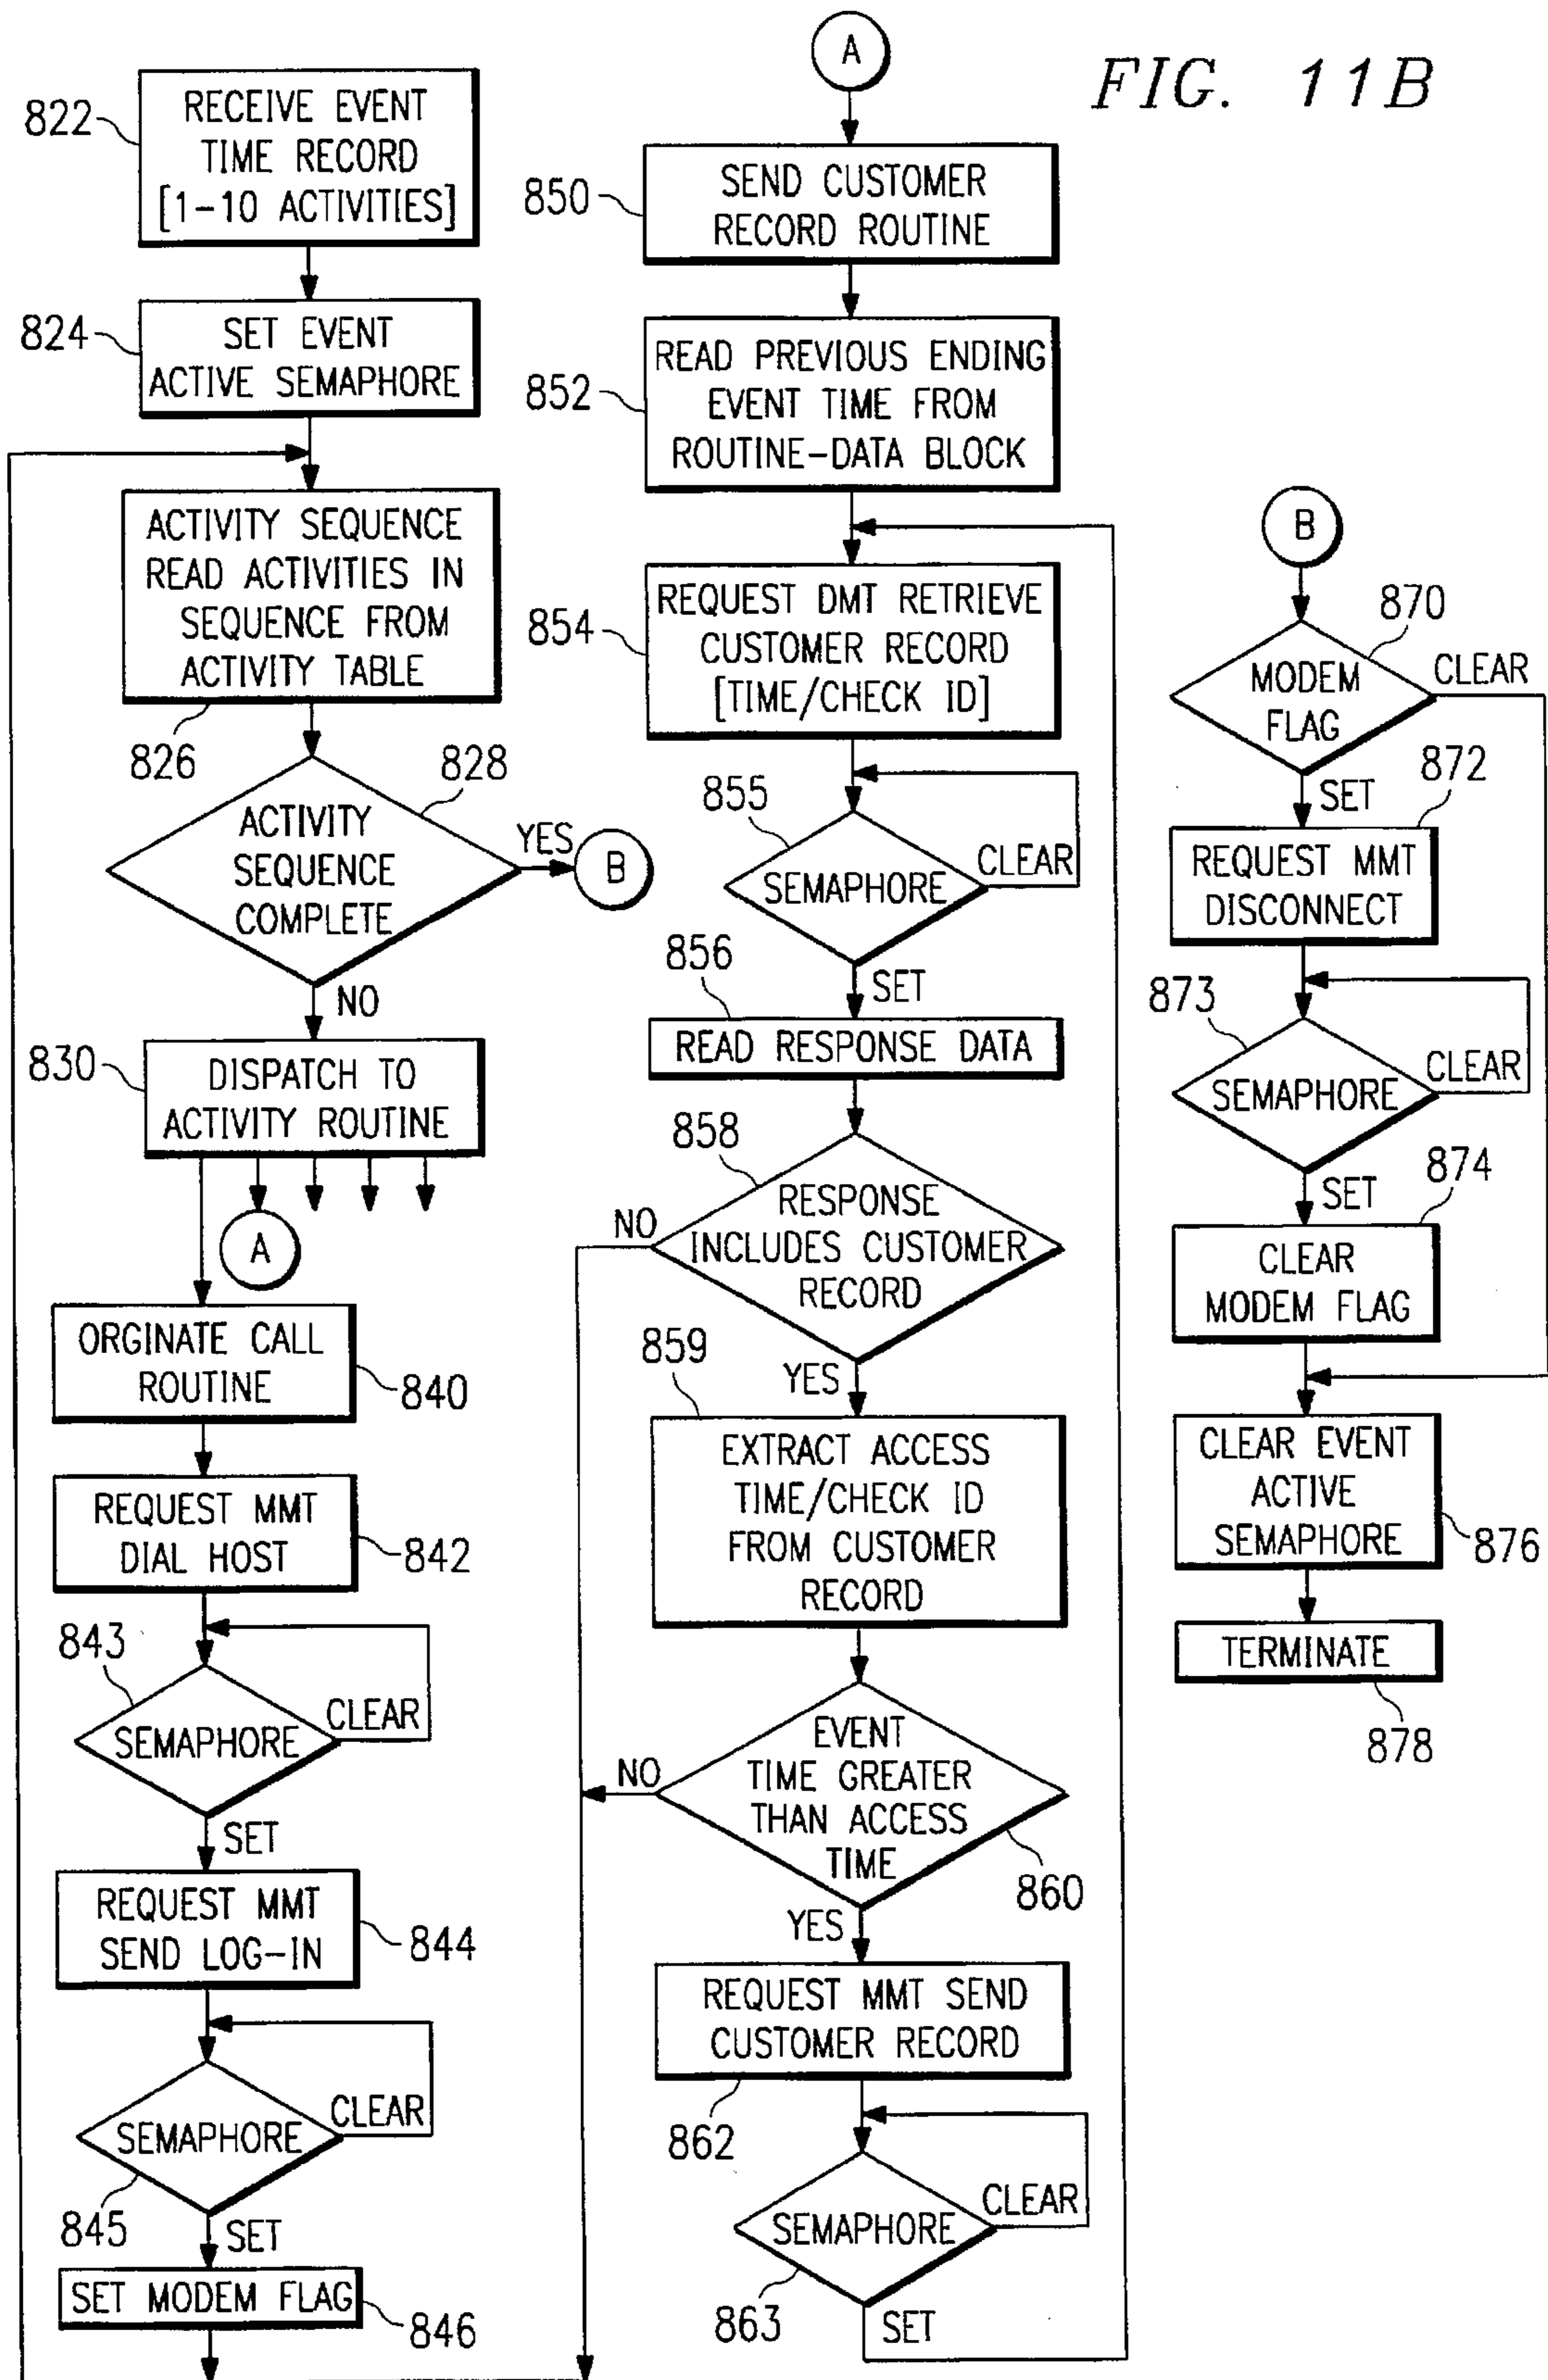 FIG. 11B
822
RECEIVE EVENT
TIME RECORD
[1-10 ACTIVITIES]
824
SET EVENT
ACTIVE SEMAPHORE
ACTIVITY SEQUENCE
READ ACTIVITIES IN
SEQUENCE FROM
ACTIVITY TABLE
826
828
ACTIVITY
SEQUENCE
COMPLETE
YES
B
NO
830
DISPATCH TO
ACTIVITY ROUTINE
A
ORGINATE CALL
ROUTINE
840
REQUEST MMT
DIAL HOST
842
843
SEMAPHORE
CLEAR
SET
REQUEST MMT
SEND LOG-IN
844
SEMAPHORE
CLEAR
845
SET
SET MODEM FLAG
846
A
850
SEND CUSTOMER
RECORD ROUTINE
852
READ PREVIOUS ENDING
EVENT TIME FROM
ROUTINE-DATA BLOCK
854
REQUEST DMT RETRIEVE
CUSTOMER RECORD
[TIME/CHECK ID]
855
SEMAPHORE
CLEAR
856
SET
READ RESPONSE DATA
858
RESPONSE
INCLUDES CUSTOMER
RECORD
NO
859
YES
EXTRACT ACCESS
TIME/CHECK ID
FROM CUSTOMER
RECORD
EVENT
TIME GREATER
THAN ACCESS
TIME
NO
860
YES
REQUEST MMT SEND
CUSTOMER RECORD
862
SEMAPHORE
CLEAR
863
SET
B
870
MODEM
FLAG
CLEAR
SET
872
REQUEST MMT
DISCONNECT
873
SEMAPHORE
CLEAR
SET
874
CLEAR
MODEM FLAG
CLEAR EVENT
ACTIVE
SEMAPHORE
876
TERMINATE
878